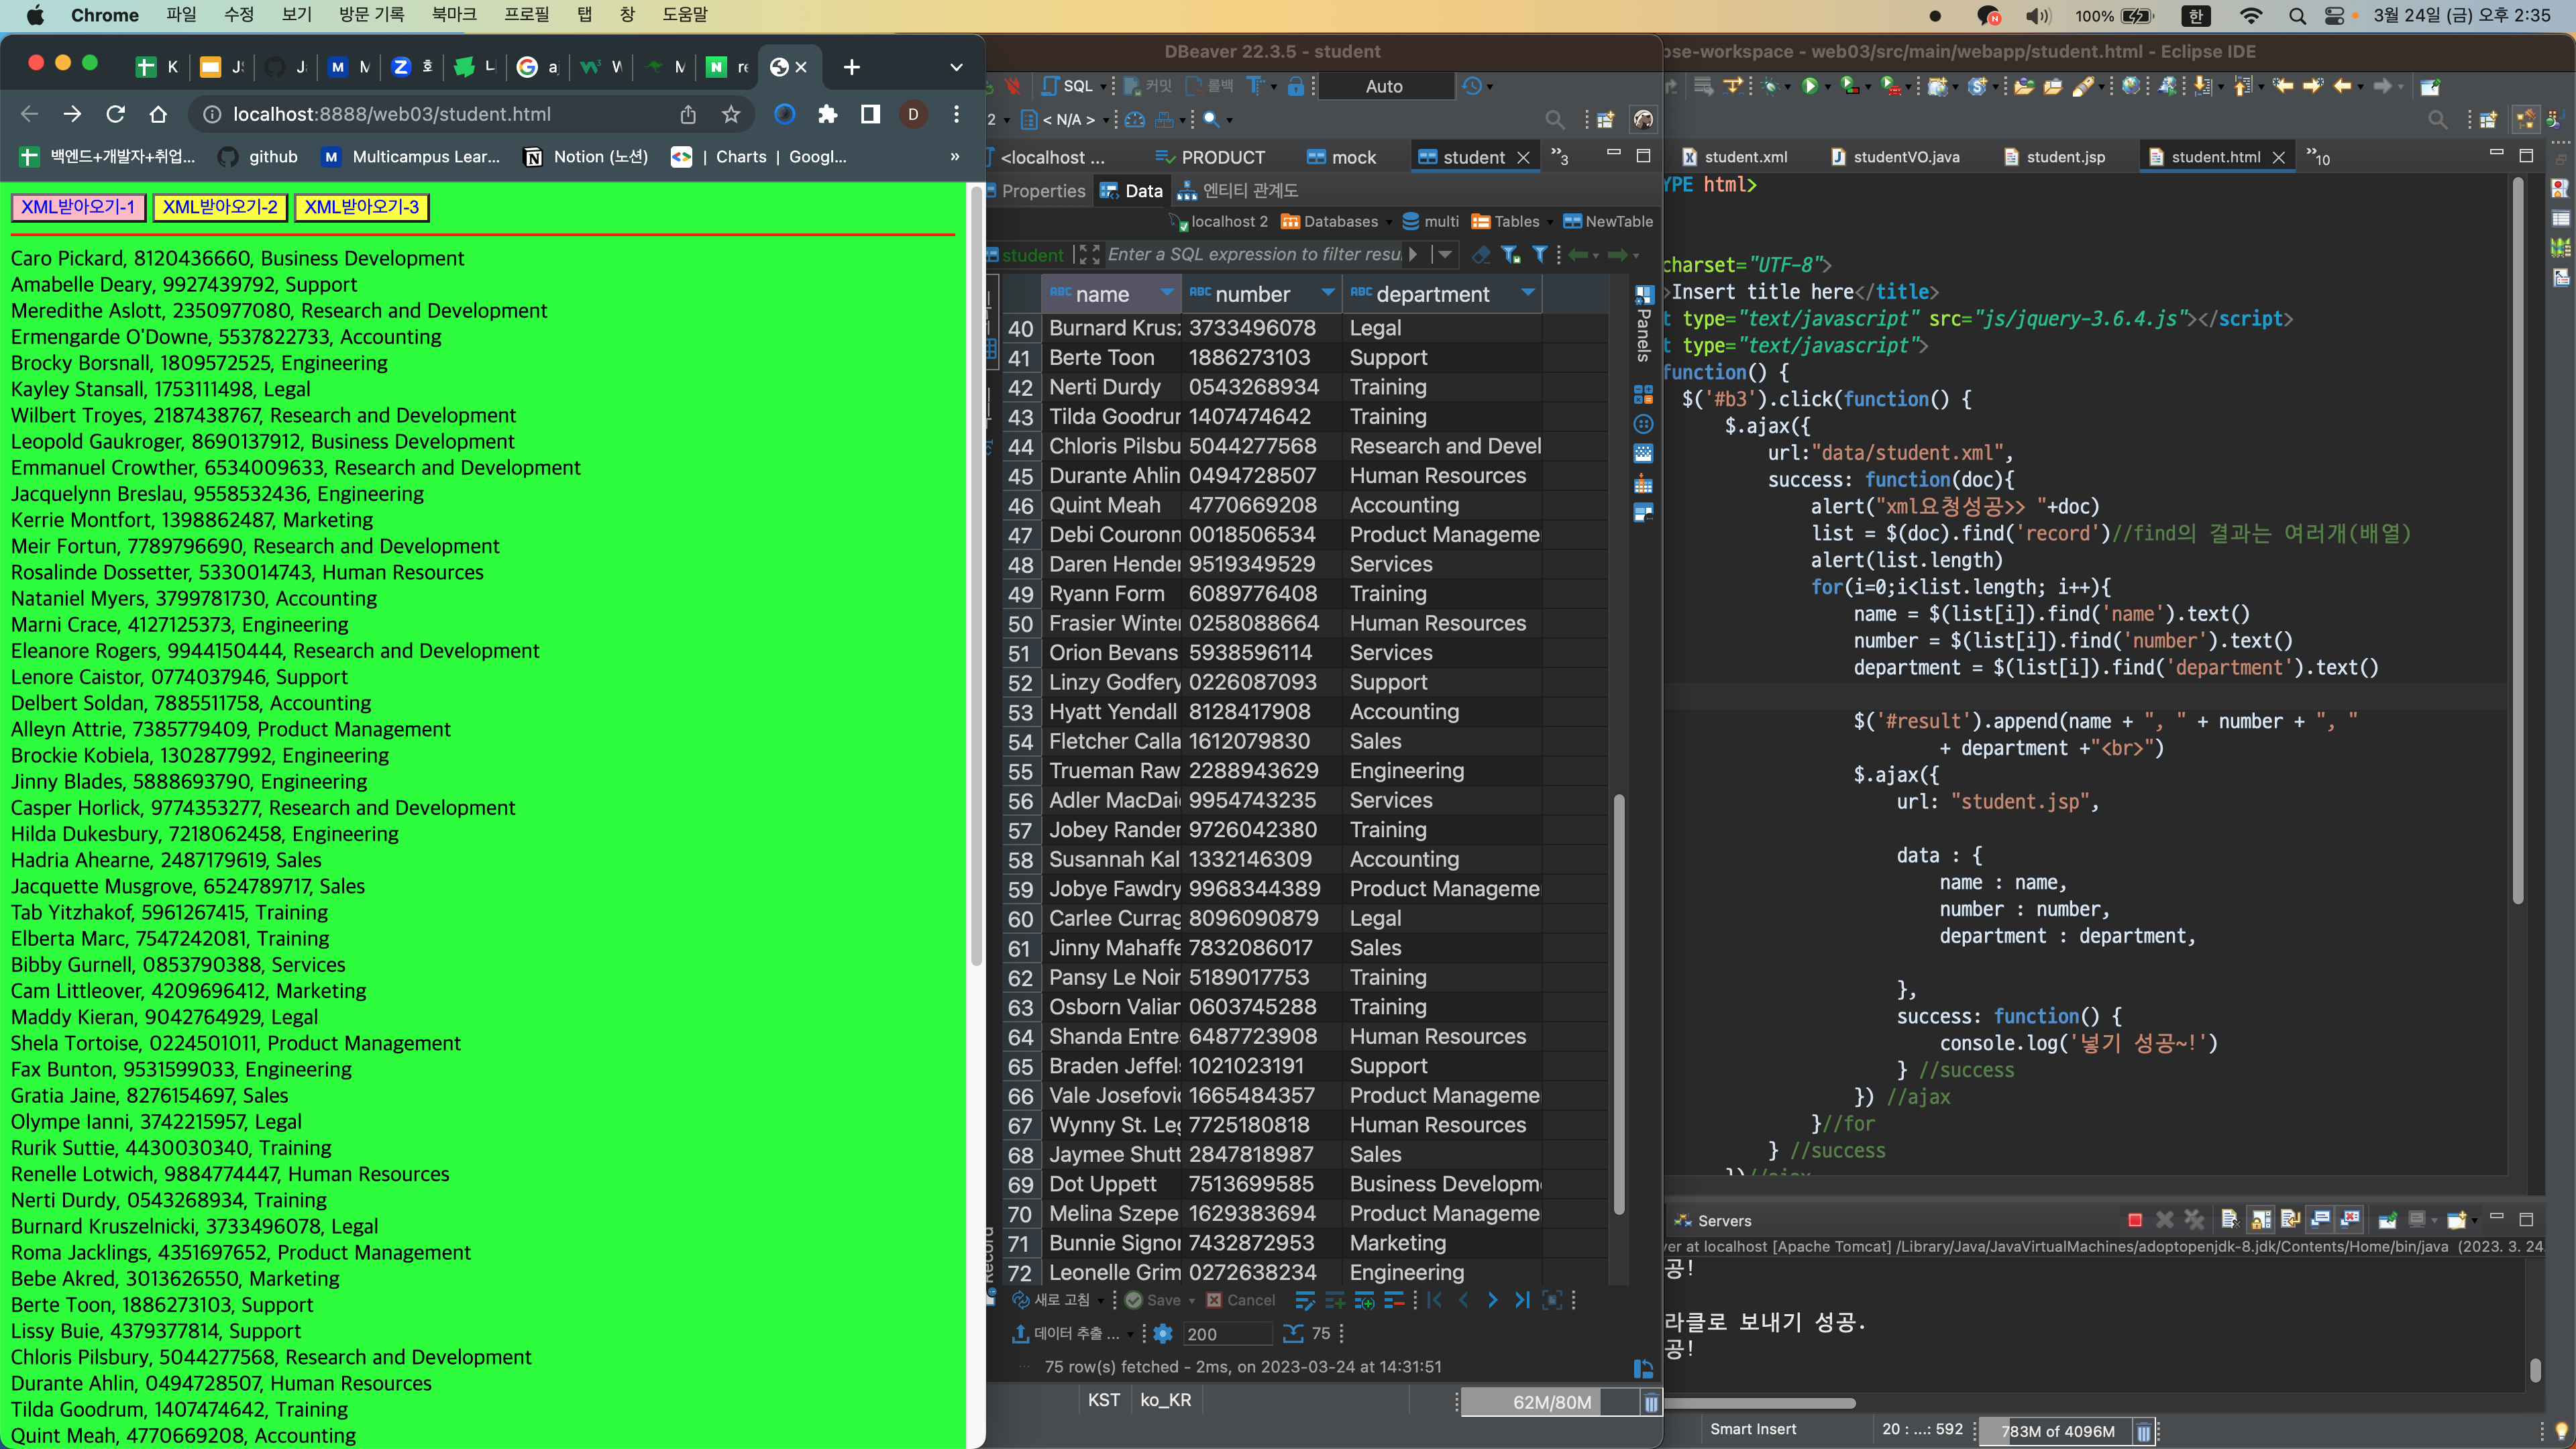 Chrome 파일 수정 보기 방문 기록 북마크 프로필 탭 창 도움말
100% 한 3월 24일 (금) 오후 2:35
localhost:8888/web03/student.html
백엔드+개발자+취업... github Multicampus Lear... Notion (노션) | Charts | Googl... »
XML받아오기-1 XML받아오기-2 XML받아오기-3
Caro Pickard, 8120436660, Business Development
Amabelle Deary, 9927439792, Support
Meredithe Aslott, 2350977080, Research and Development
Ermengarde O'Downe, 5537822733, Accounting
Brocky Borsnall, 1809572525, Engineering
Kayley Stansall, 1753111498, Legal
Wilbert Troyes, 2187438767, Research and Development
Leopold Gaukroger, 8690137912, Business Development
Emmanuel Crowther, 6534009633, Research and Development
Jacquelynn Breslau, 9558532436, Engineering
Kerrie Montfort, 1398862487, Marketing
Meir Fortun, 7789796690, Research and Development
Rosalinde Dossetter, 5330014743, Human Resources
Nataniel Myers, 3799781730, Accounting
Marni Crace, 4127125373, Engineering
Eleanore Rogers, 9944150444, Research and Development
Lenore Caistor, 0774037946, Support
Delbert Soldan, 7885511758, Accounting
Alleyn Attrie, 7385779409, Product Management
Brockie Kobiela, 1302877992, Engineering
Jinny Blades, 5888693790, Engineering
Casper Horlick, 9774353277, Research and Development
Hilda Dukesbury, 7218062458, Engineering
Hadria Ahearne, 2487179619, Sales
Jacquette Musgrove, 6524789717, Sales
Tab Yitzhakof, 5961267415, Training
Elberta Marc, 7547242081, Training
Bibby Gurnell, 0853790388, Services
Cam Littleover, 4209696412, Marketing
Maddy Kieran, 9042764929, Legal
Shela Tortoise, 0224501011, Product Management
Fax Bunton, 9531599033, Engineering
Gratia Jaine, 8276154697, Sales
Olympe Ianni, 3742215957, Legal
Rurik Suttie, 4430030340, Training
Renelle Lotwich, 9884774447, Human Resources
Nerti Durdy, 0543268934, Training
Burnard Kruszelnicki, 3733496078, Legal
Roma Jacklings, 4351697652, Product Management
Bebe Akred, 3013626550, Marketing
Berte Toon, 1886273103, Support
Lissy Buie, 4379377814, Support
Chloris Pilsbury, 5044277568, Research and Development
Durante Ahlin, 0494728507, Human Resources
Tilda Goodrum, 1407474642, Training
Quint Meah, 4770669208, Accounting
DBeaver 22.3.5 - student
SQL 커밋 롤백 Auto
< N/A >
<localhost ... PRODUCT mock student »3
Properties Data 엔티티 관계도
localhost 2 Databases multi Tables NewTable
student Enter a SQL expression to filter resu
name number department
40 Burnard Krusz 3733496078 Legal
41 Berte Toon 1886273103 Support
42 Nerti Durdy 0543268934 Training
43 Tilda Goodrur 1407474642 Training
44 Chloris Pilsbu 5044277568 Research and Devel
45 Durante Ahlin 0494728507 Human Resources
46 Quint Meah 4770669208 Accounting
47 Debi Couronn 0018506534 Product Manageme
48 Daren Hender 9519349529 Services
49 Ryann Form 6089776408 Training
50 Frasier Winter 0258088664 Human Resources
51 Orion Bevans 5938596114 Services
52 Linzy Godfery 0226087093 Support
53 Hyatt Yendall 8128417908 Accounting
54 Fletcher Calla 1612079830 Sales
55 Trueman Raw 2288943629 Engineering
56 Adler MacDai 9954743235 Services
57 Jobey Rander 9726042380 Training
58 Susannah Kal 1332146309 Accounting
59 Jobye Fawdry 9968344389 Product Manageme
60 Carlee Currag 8096090879 Legal
61 Jinny Mahaffe 7832086017 Sales
62 Pansy Le Noir 5189017753 Training
63 Osborn Valiar 0603745288 Training
64 Shanda Entre 6487723908 Human Resources
65 Braden Jeffels 1021023191 Support
66 Vale Josefovic 1665484357 Product Manageme
67 Wynny St. Leg 7725180818 Human Resources
68 Jaymee Shutt 2847818987 Sales
69 Dot Uppett 7513699585 Business Developm
70 Melina Szepe 1629383694 Product Manageme
71 Bunnie Signor 7432872953 Marketing
72 Leonelle Grim 0272638234 Engineering
Panels
Record
새로 고침 Save Cancel
데이터 추출 ... 200 75
75 row(s) fetched - 2ms, on 2023-03-24 at 14:31:51
KST ko_KR 62M/80M
pse-workspace - web03/src/main/webapp/student.html - Eclipse IDE
student.xml studentVO.java student.jsp student.html »10
YPE html>
charset="UTF-8">
>Insert title here</title>
t type="text/javascript" src="js/jquery-3.6.4.js"></script>
t type="text/javascript">
function() {
$('#b3').click(function() {
$.ajax({
url:"data/student.xml",
success: function(doc){
alert("xml요청성공>> "+doc)
list = $(doc).find('record')//find의 결과는 여러개(배열)
alert(list.length)
for(i=0;i<list.length; i++){
name = $(list[i]).find('name').text()
number = $(list[i]).find('number').text()
department = $(list[i]).find('department').text()
$('#result').append(name + ", " + number + ", "
+ department +"<br>")
$.ajax({
url: "student.jsp",
data : {
name : name,
number : number,
department : department,
},
success: function() {
console.log('넣기 성공~!')
} //success
}) //ajax
}//for
} //success
})//ajax
Servers
ver at localhost [Apache Tomcat] /Library/Java/JavaVirtualMachines/adoptopenjdk-8.jdk/Contents/Home/bin/java (2023. 3. 24.
공!
라클로 보내기 성공.
공!
Smart Insert 20 : ...: 592 783M of 4096M